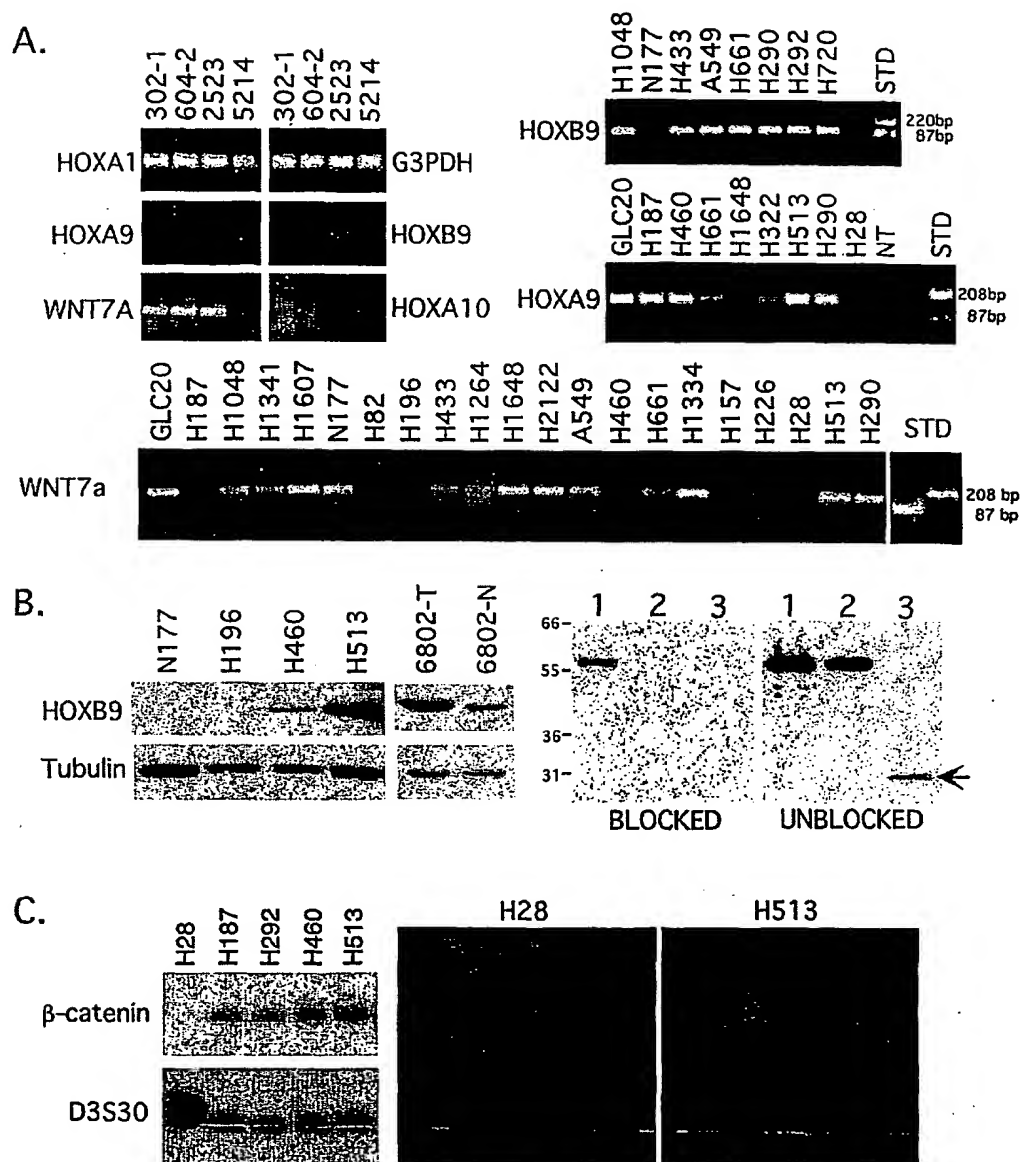 A.
302-1 604-2 2523 5214 302-1 604-2 2523 5214
HOXA1 G3PDH
HOXA9 HOXB9
WNT7A HOXA10
H1048 N177 H433 A549 H661 H290 H292 H720 STD
HOXB9 220bp
87bp
GLC20 H187 H460 H661 H1648 H322 H513 H290 H28 NT STD
HOXA9 208bp
87bp
GLC20 H187 H1048 H1341 H1607 N177 H82 H196 H433 H1264 H1648 H2122 A549 H460 H661 H1334 H157 H226 H28 H513 H290 STD
WNT7a 208 bp
87 bp
B.
N177 H196 H460 H513 6802-T 6802-N
HOXB9
Tubulin
1 2 3 1 2 3
66-
55-
36-
31-
BLOCKED UNBLOCKED
C.
H28 H187 H292 H460 H513
β-catenin
D3S30
H28 H513